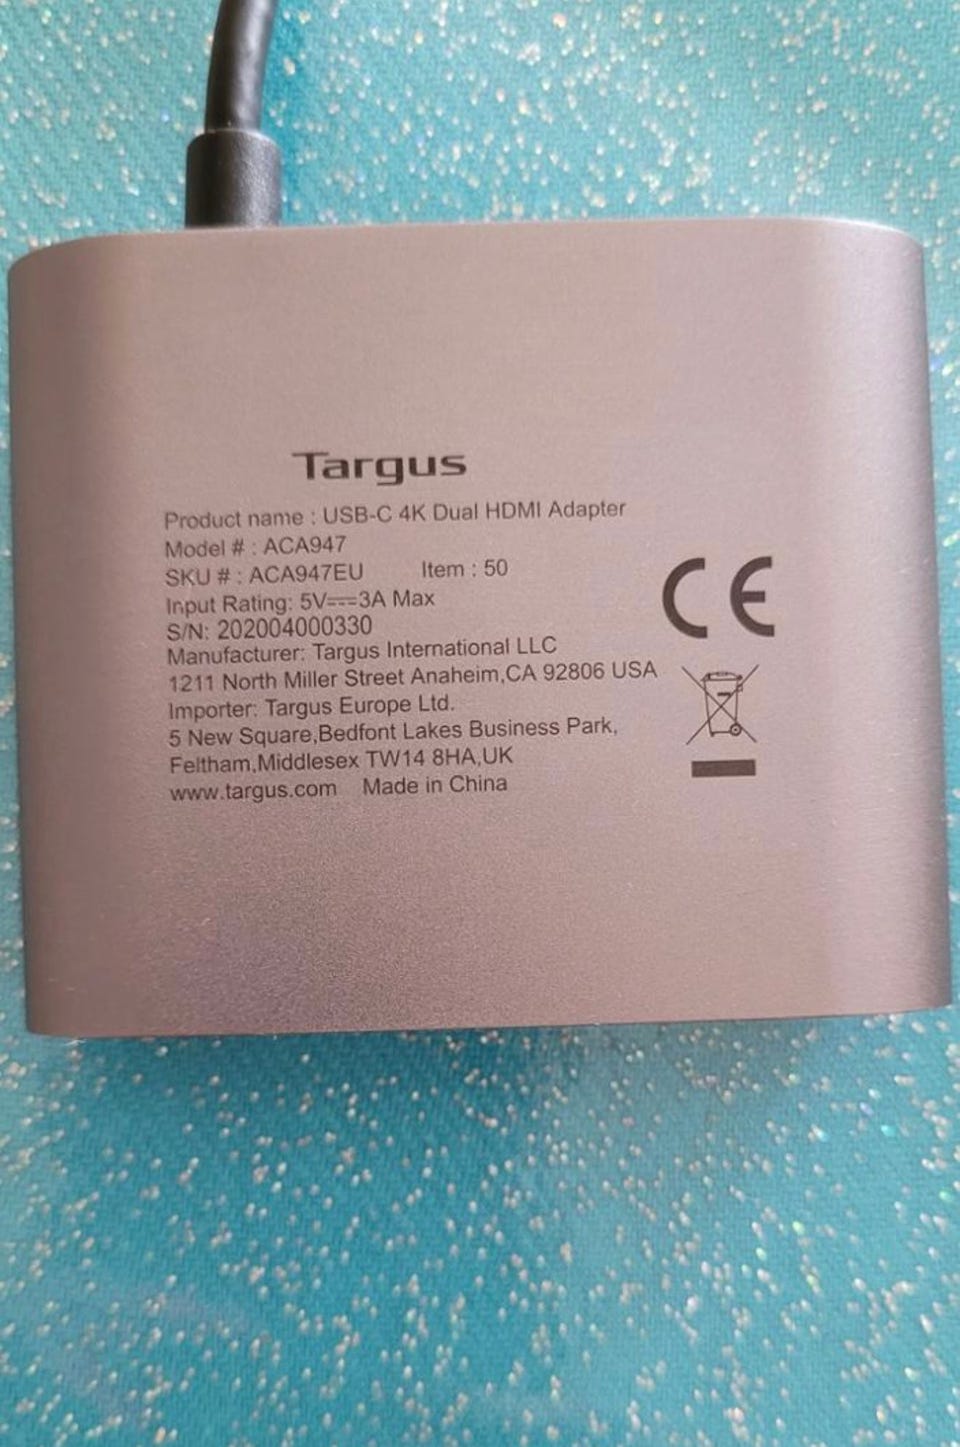 Targus
Product name : USB-C 4K Dual HDMI Adapter
Model # : ACA947
SKU # : ACA947EU Item : 50
Input Rating: 5V⎓3A Max
S/N: 202004000330
Manufacturer: Targus International LLC
1211 North Miller Street Anaheim,CA 92806 USA
Importer: Targus Europe Ltd.
5 New Square,Bedfont Lakes Business Park,
Feltham,Middlesex TW14 8HA,UK
www.targus.com Made in China
CE